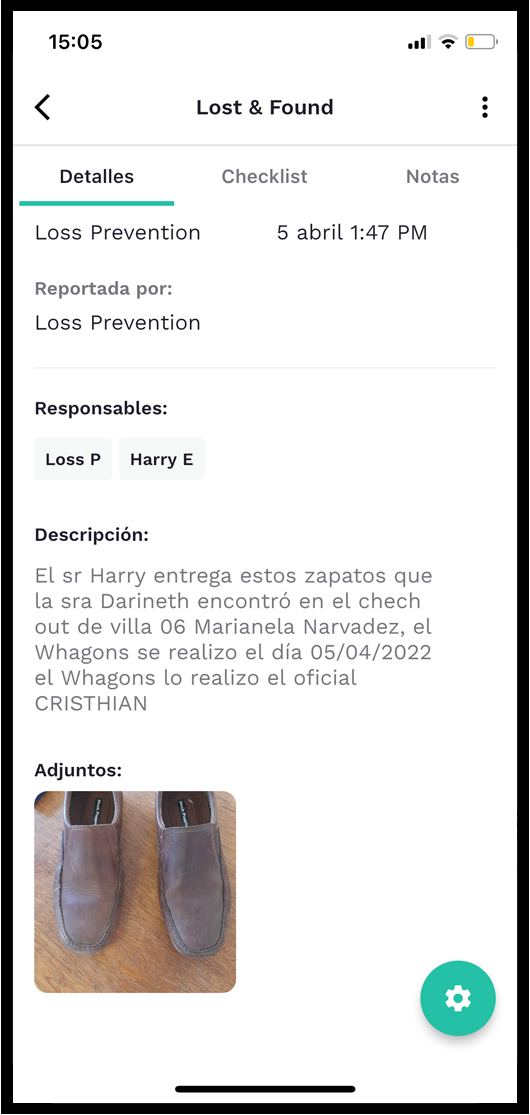 15:05
Lost & Found
Detalles Checklist Notas
Loss Prevention 5 abril 1:47 PM
Reportada por:
Loss Prevention
Responsables:
Loss P Harry E
Descripción:
El sr Harry entrega estos zapatos que
la sra Darineth encontró en el chech
out de villa 06 Marianela Narvadez, el
Whagons se realizo el día 05/04/2022
el Whagons lo realizo el oficial
CRISTHIAN
Adjuntos: